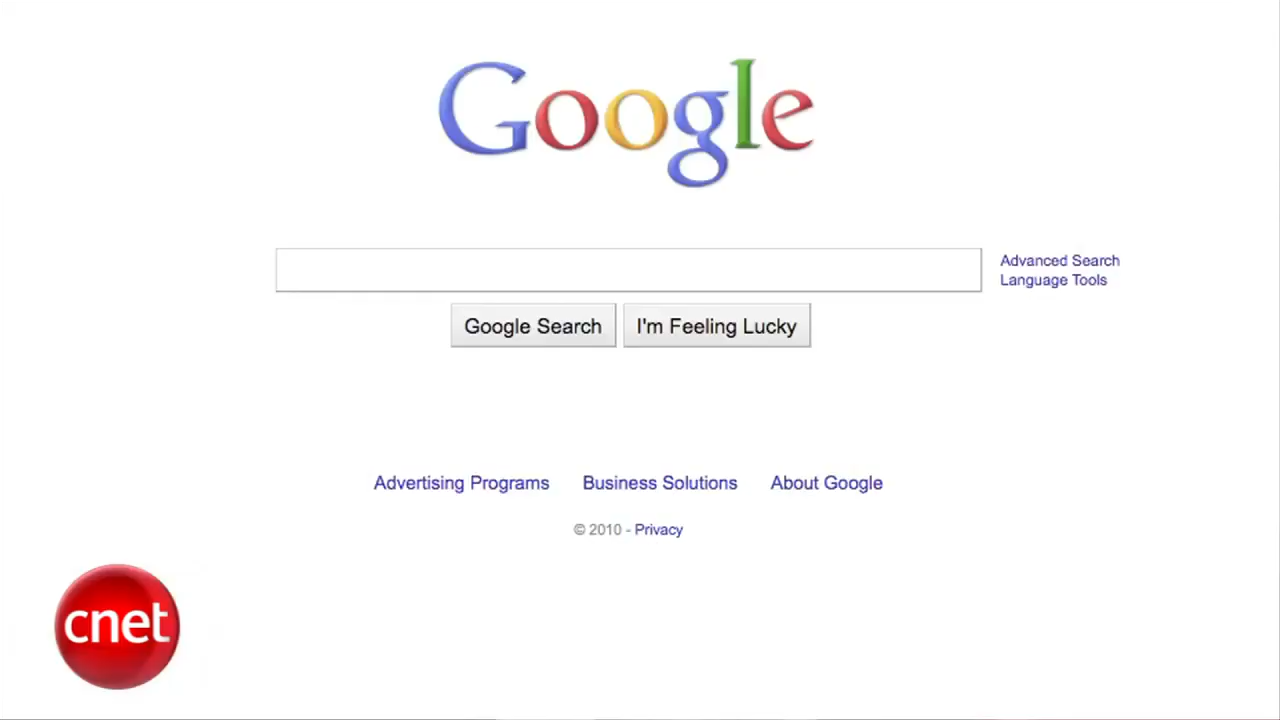 Google
Advanced Search
Language Tools
Google Search I'm Feeling Lucky
Advertising Programs Business Solutions About Google
© 2010 - Privacy
cnet